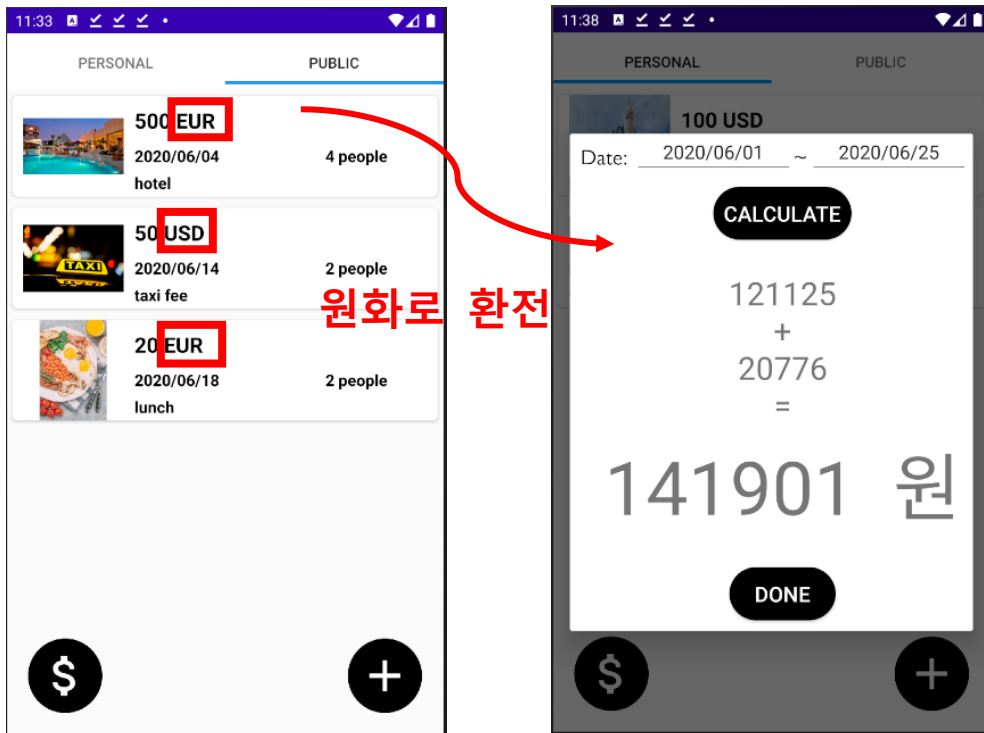 11:33
PERSONAL PUBLIC
500 EUR
2020/06/04 4 people
hotel
TAXI
50 USD
2020/06/14 2 people
taxi fee
20 EUR
2020/06/18 2 people
lunch
$ +
원화로 환전
11:38
PERSONAL PUBLIC
100 USD
Date: 2020/06/01 ~ 2020/06/25
CALCULATE
121125
+
20776
=
141901 원
DONE
$ +